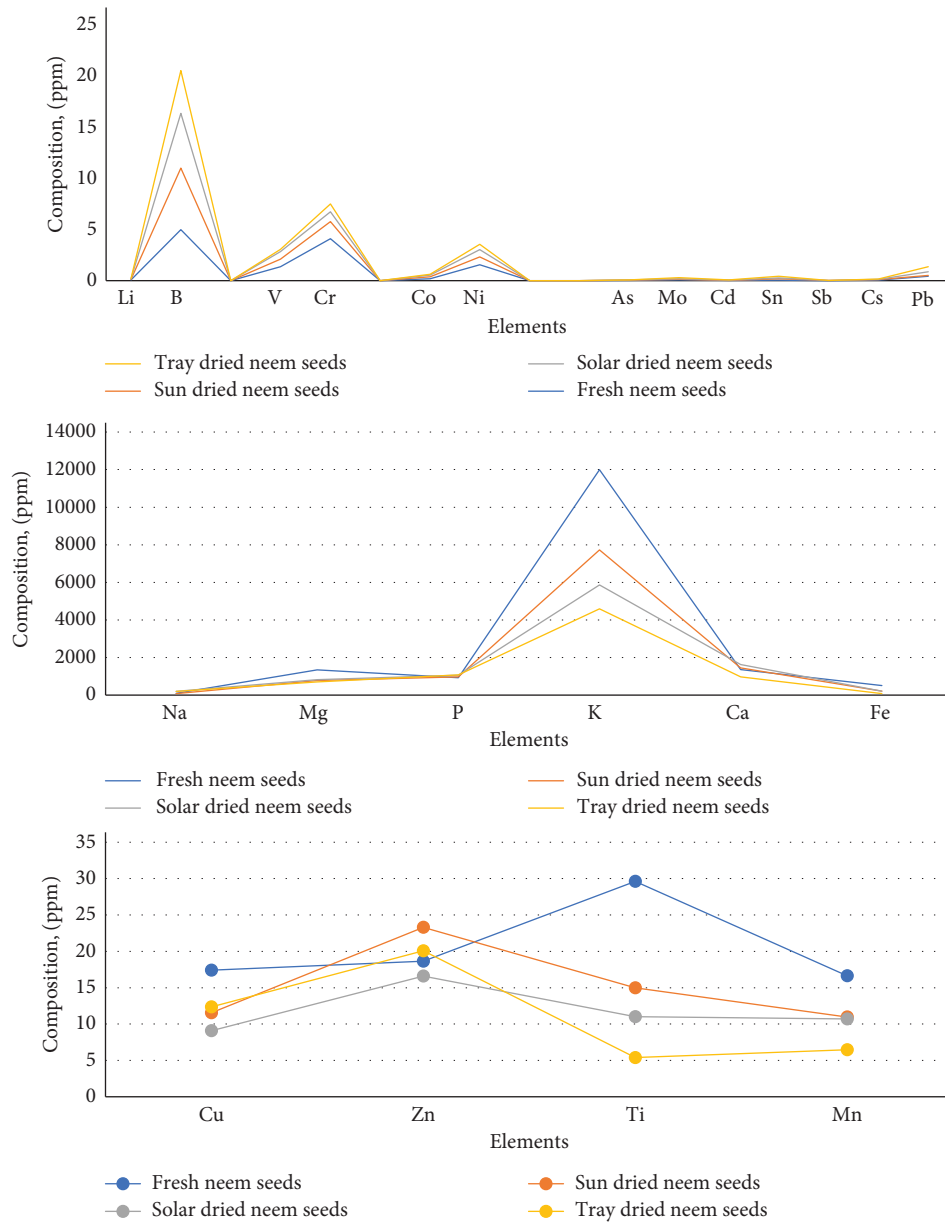 25
20
15
10
5
0
Composition, (ppm)
Li B V Cr Co Ni As Mo Cd Sn Sb Cs Pb
Elements
Tray dried neem seeds Solar dried neem seeds
Sun dried neem seeds Fresh neem seeds
14000
12000
10000
8000
6000
4000
2000
0
Composition, (ppm)
Na Mg P K Ca Fe
Elements
Fresh neem seeds Sun dried neem seeds
Solar dried neem seeds Tray dried neem seeds
35
30
25
20
15
10
5
0
Composition, (ppm)
Cu Zn Ti Mn
Elements
Fresh neem seeds Sun dried neem seeds
Solar dried neem seeds Tray dried neem seeds